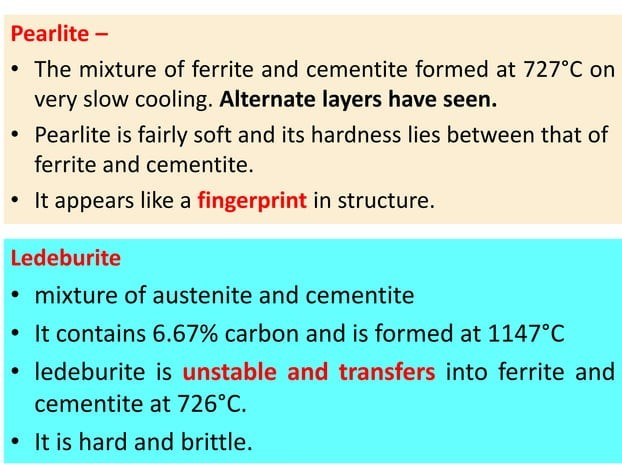 Pearlite –
• The mixture of ferrite and cementite formed at 727°C on
very slow cooling. Alternate layers have seen.
• Pearlite is fairly soft and its hardness lies between that of
ferrite and cementite.
• It appears like a fingerprint in structure.
Ledeburite
• mixture of austenite and cementite
• It contains 6.67% carbon and is formed at 1147°C
• ledeburite is unstable and transfers into ferrite and
cementite at 726°C.
• It is hard and brittle.